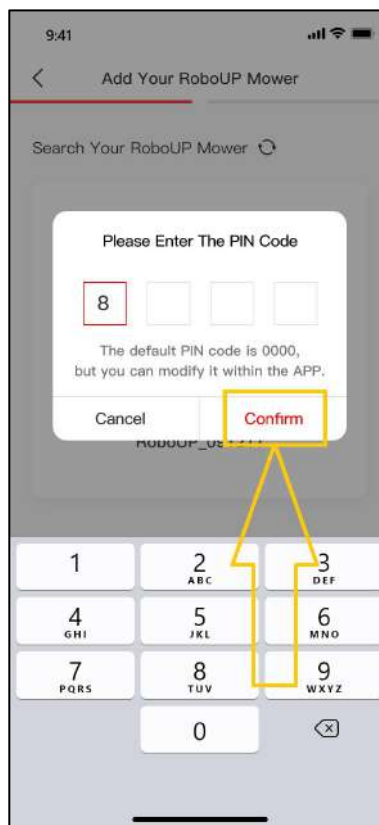 9:41
Add Your RoboUP Mower
Search Your RoboUP Mower
Please Enter The PIN Code
8
The default PIN code is 0000,
but you can modify it within the APP.
Cancel Confirm
1 2 3
ABC DEF
4 5 6
GHI JKL MNO
7 8 9
PQRS TUV WXYZ
0